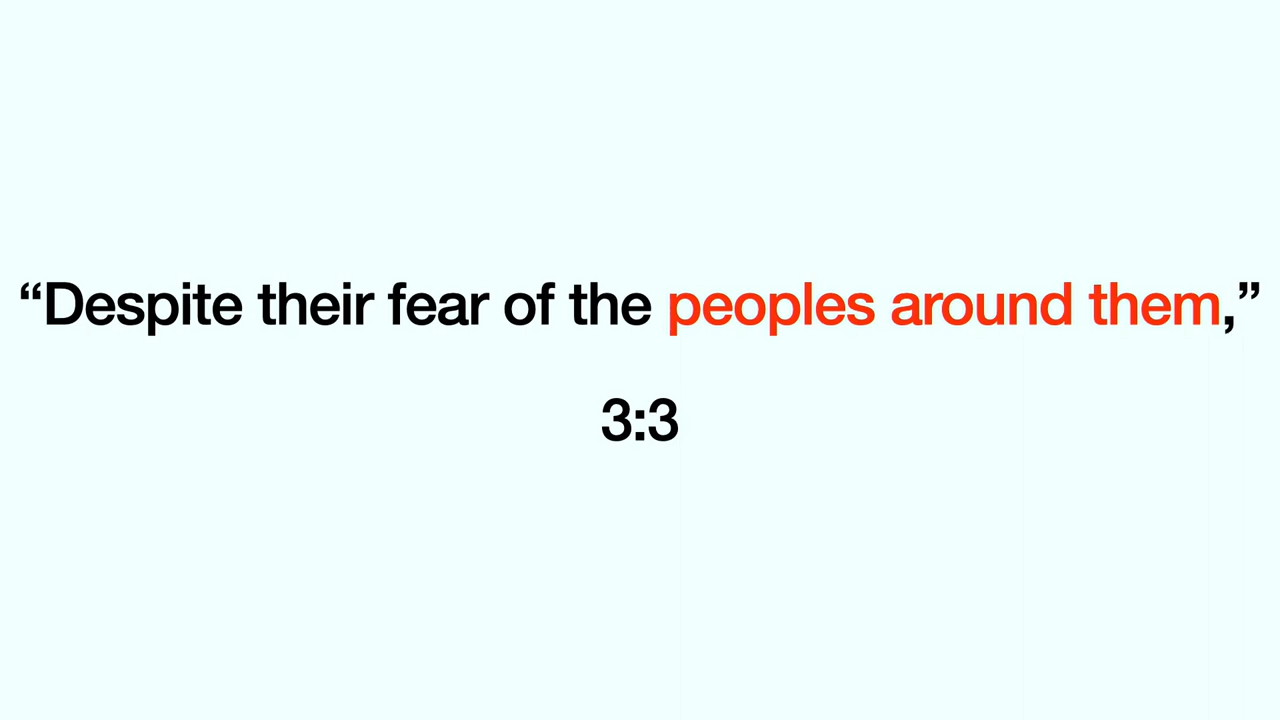 “Despite their fear of the peoples around them,”
3:3